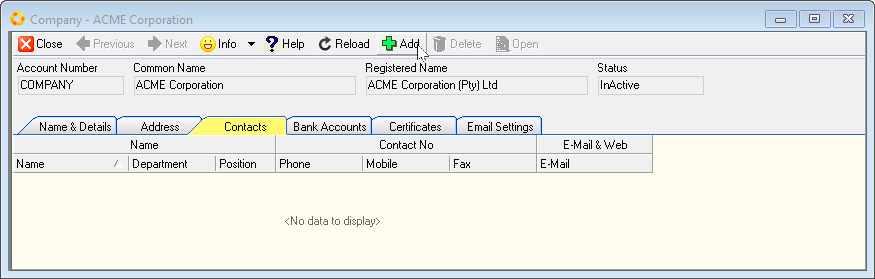 Company - ACME Corporation
Close Previous Next Info Help Reload Add Delete Open
Account Number Common Name Registered Name Status
COMPANY ACME Corporation ACME Corporation (Pty) Ltd InActive
Name & Details Address Contacts Bank Accounts Certificates Email Settings
Name Contact No E-Mail & Web
Name Department Position Phone Mobile Fax E-Mail
<No data to display>